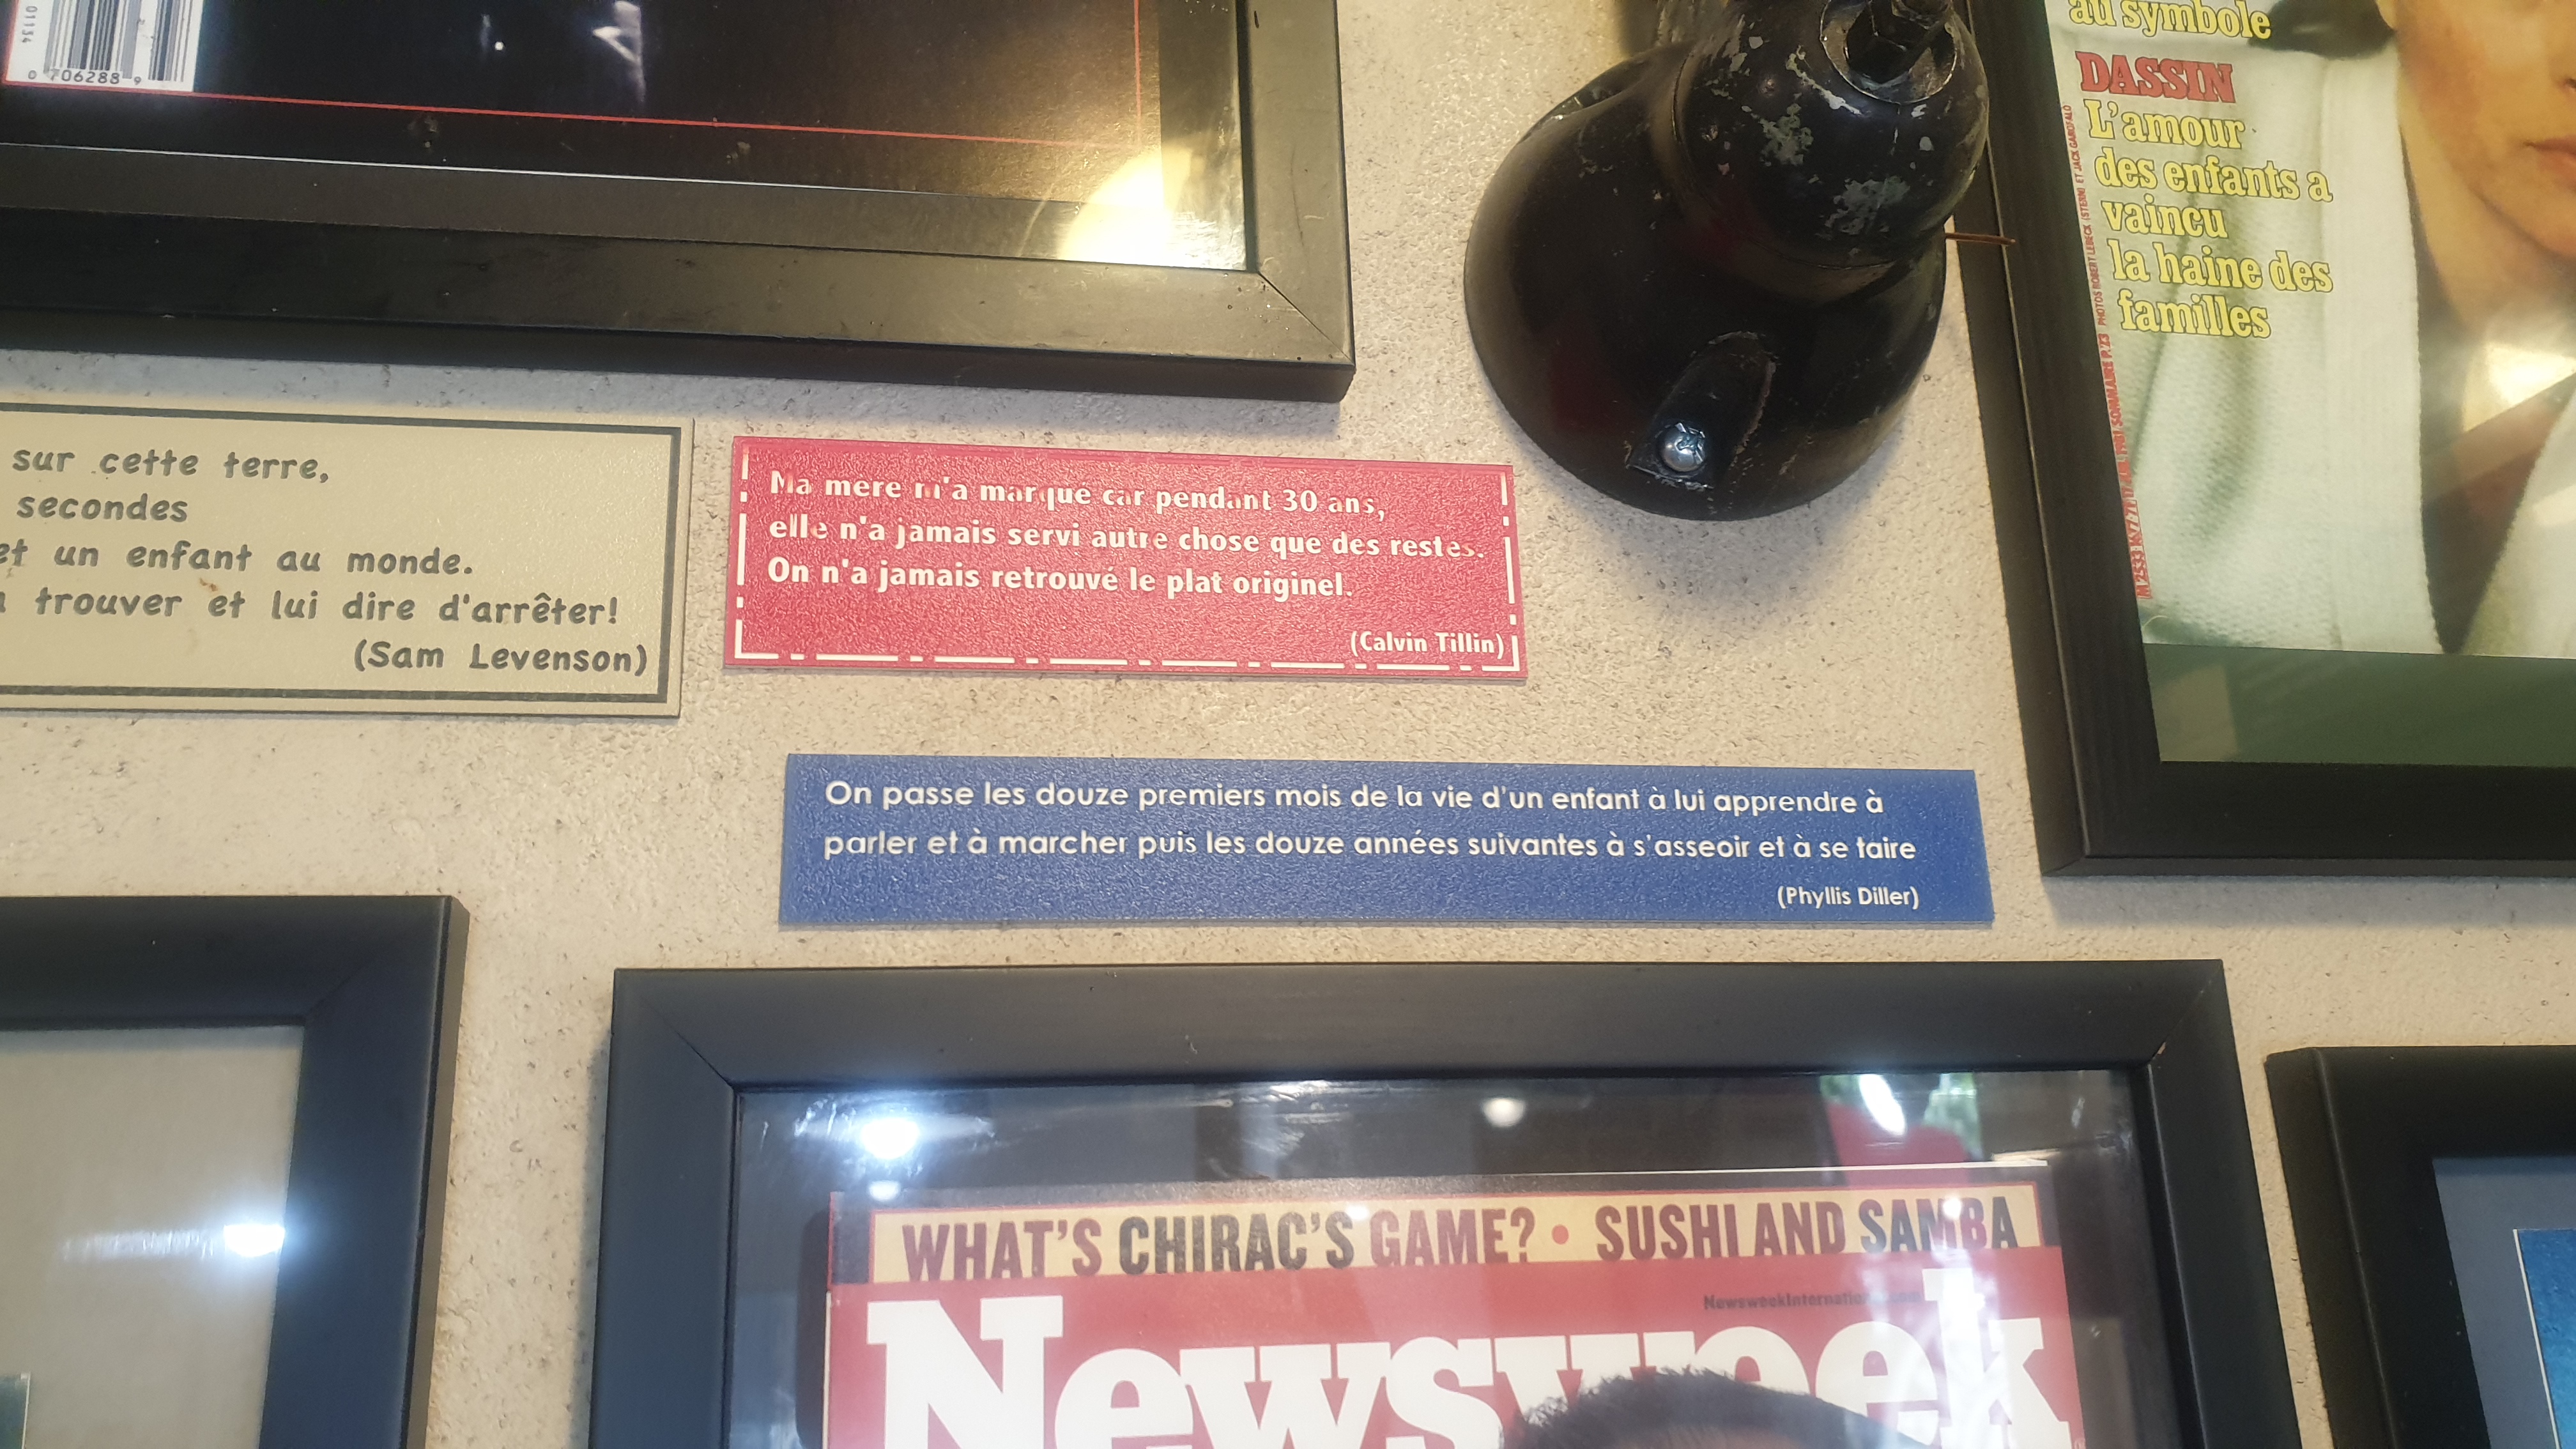 01134
0 706288 9
au symbole
DASSIN
L'amour
des enfants a
vaincu
la haine des
familles
sur cette terre,
secondes
et un enfant au monde.
trouver et lui dire d'arrêter!
(Sam Levenson)
Ma mere m'a marqué car pendant 30 ans,
elle n'a jamais servi autre chose que des restes.
On n'a jamais retrouvé le plat originel.
(Calvin Tillin)
On passe les douze premiers mois de la vie d'un enfant à lui apprendre à
parler et à marcher puis les douze années suivantes à s'asseoir et à se taire
(Phyllis Diller)
WHAT'S CHIRAC'S GAME? • SUSHI AND SAMBA
Newsweek